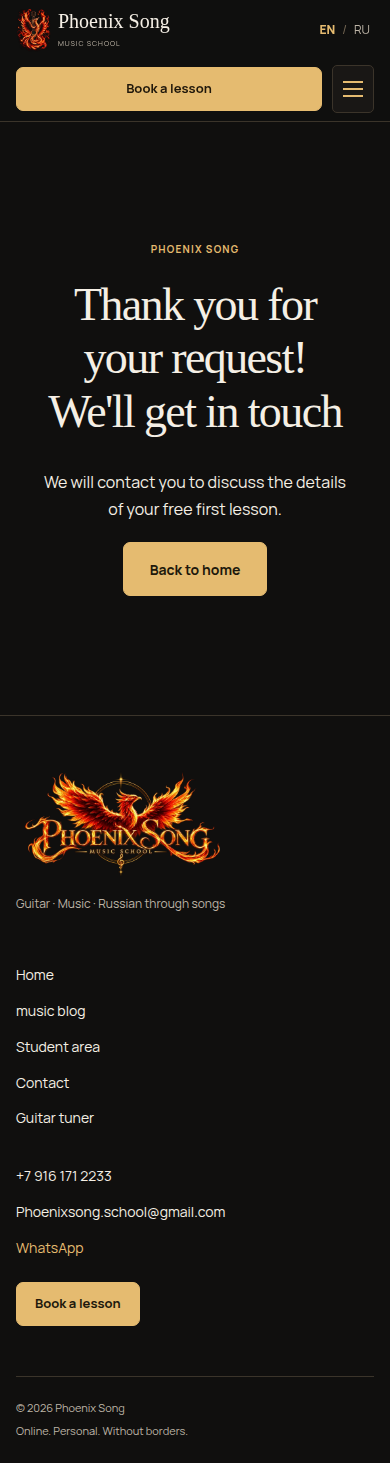 Phoenix Song
MUSIC SCHOOL
EN / RU
Book a lesson
PHOENIX SONG
Thank you for
your request!
We'll get in touch
We will contact you to discuss the details
of your free first lesson.
Back to home
PHOENIX SONG
MUSIC SCHOOL
Guitar · Music · Russian through songs
Home
music blog
Student area
Contact
Guitar tuner
+7 916 171 2233
Phoenixsong.school@gmail.com
WhatsApp
Book a lesson
© 2026 Phoenix Song
Online. Personal. Without borders.